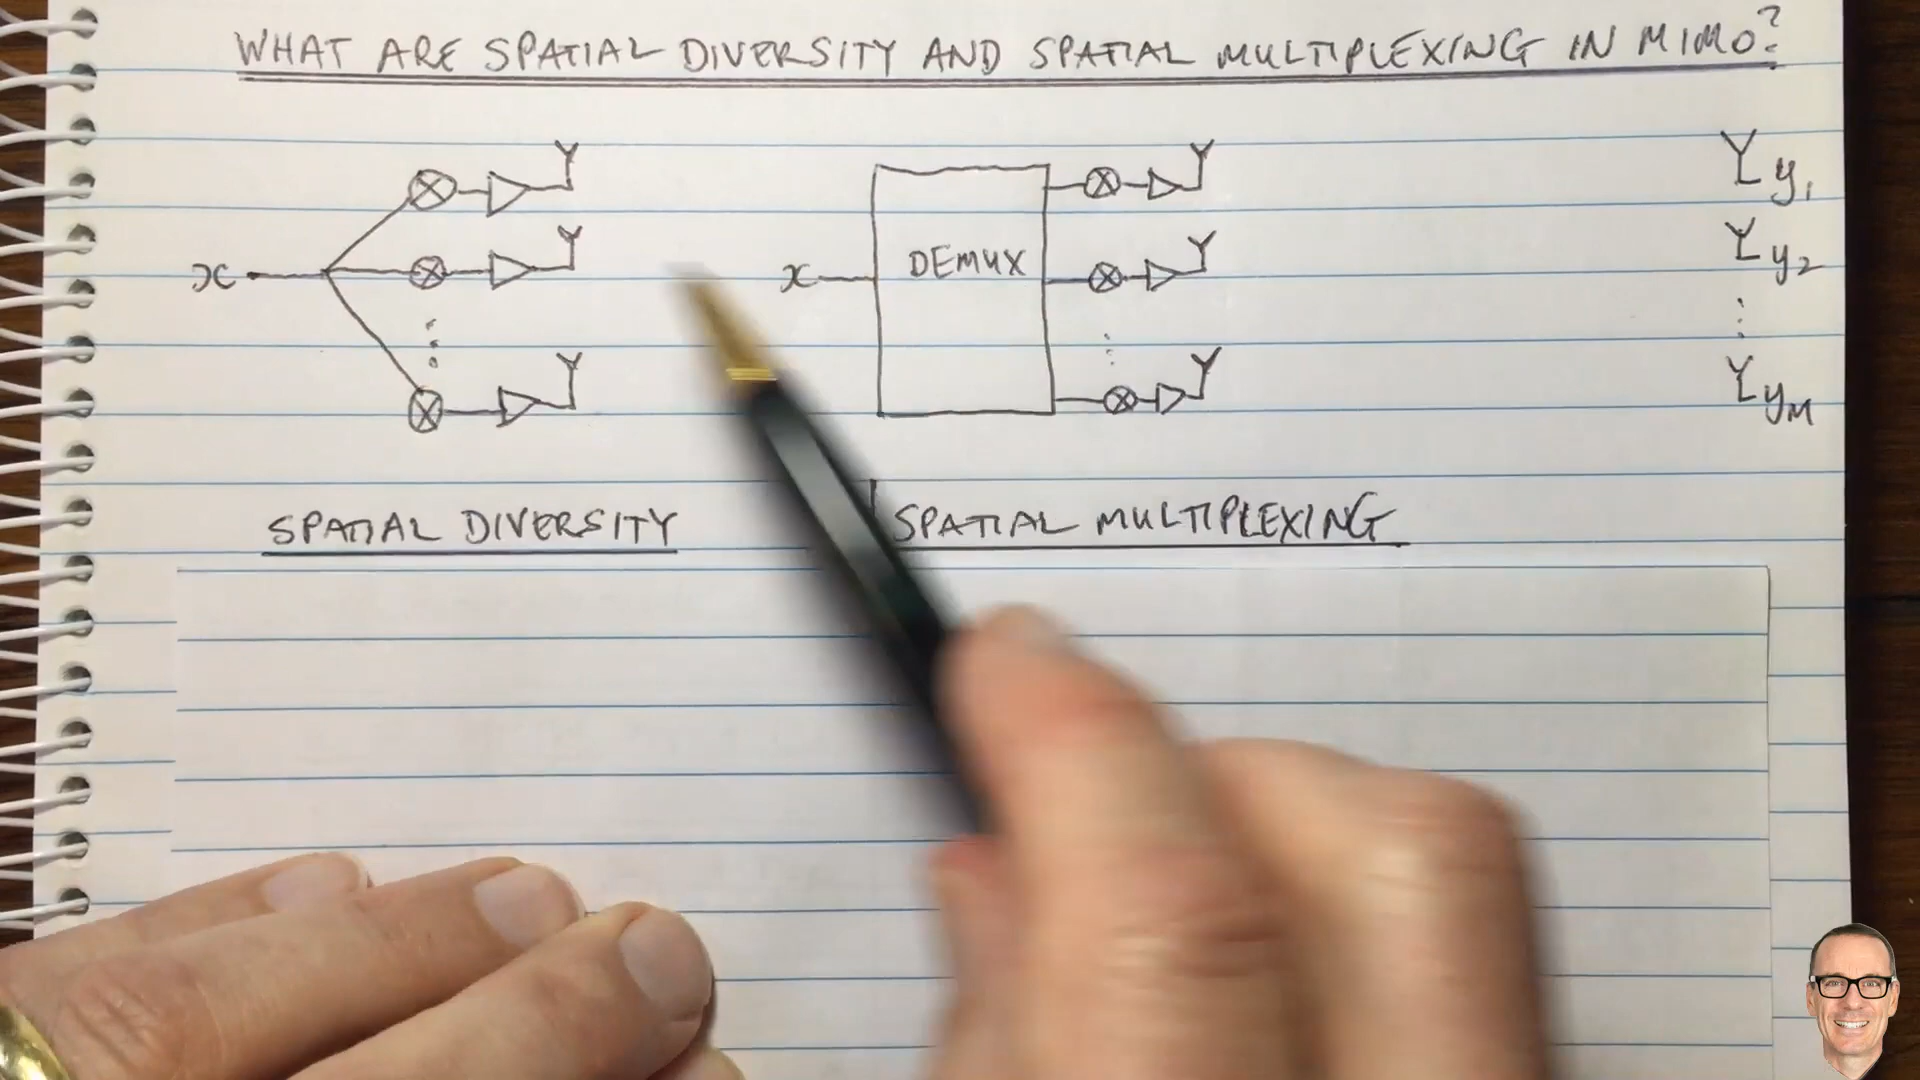 WHAT ARE SPATIAL DIVERSITY AND SPATIAL MULTIPLEXING IN MIMO?
x
x
DEMUX
y1
y2
yM
SPATIAL DIVERSITY
SPATIAL MULTIPLEXING